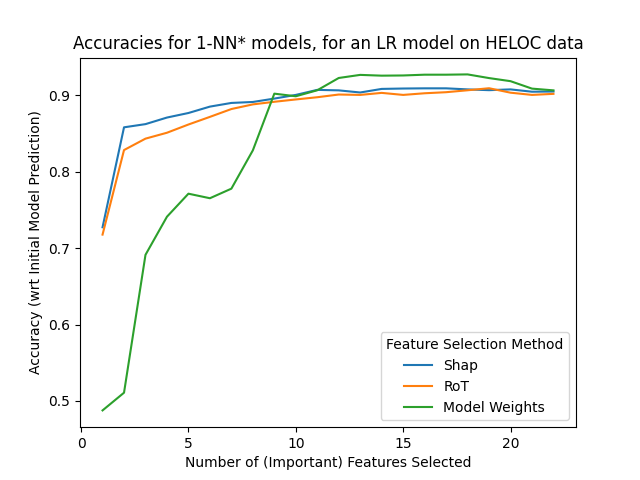 Accuracies for 1-NN* models, for an LR model on HELOC data
Accuracy (wrt Initial Model Prediction)
0.9
0.8
0.7
0.6
0.5
Feature Selection Method
Shap
RoT
Model Weights
0 5 10 15 20
Number of (Important) Features Selected